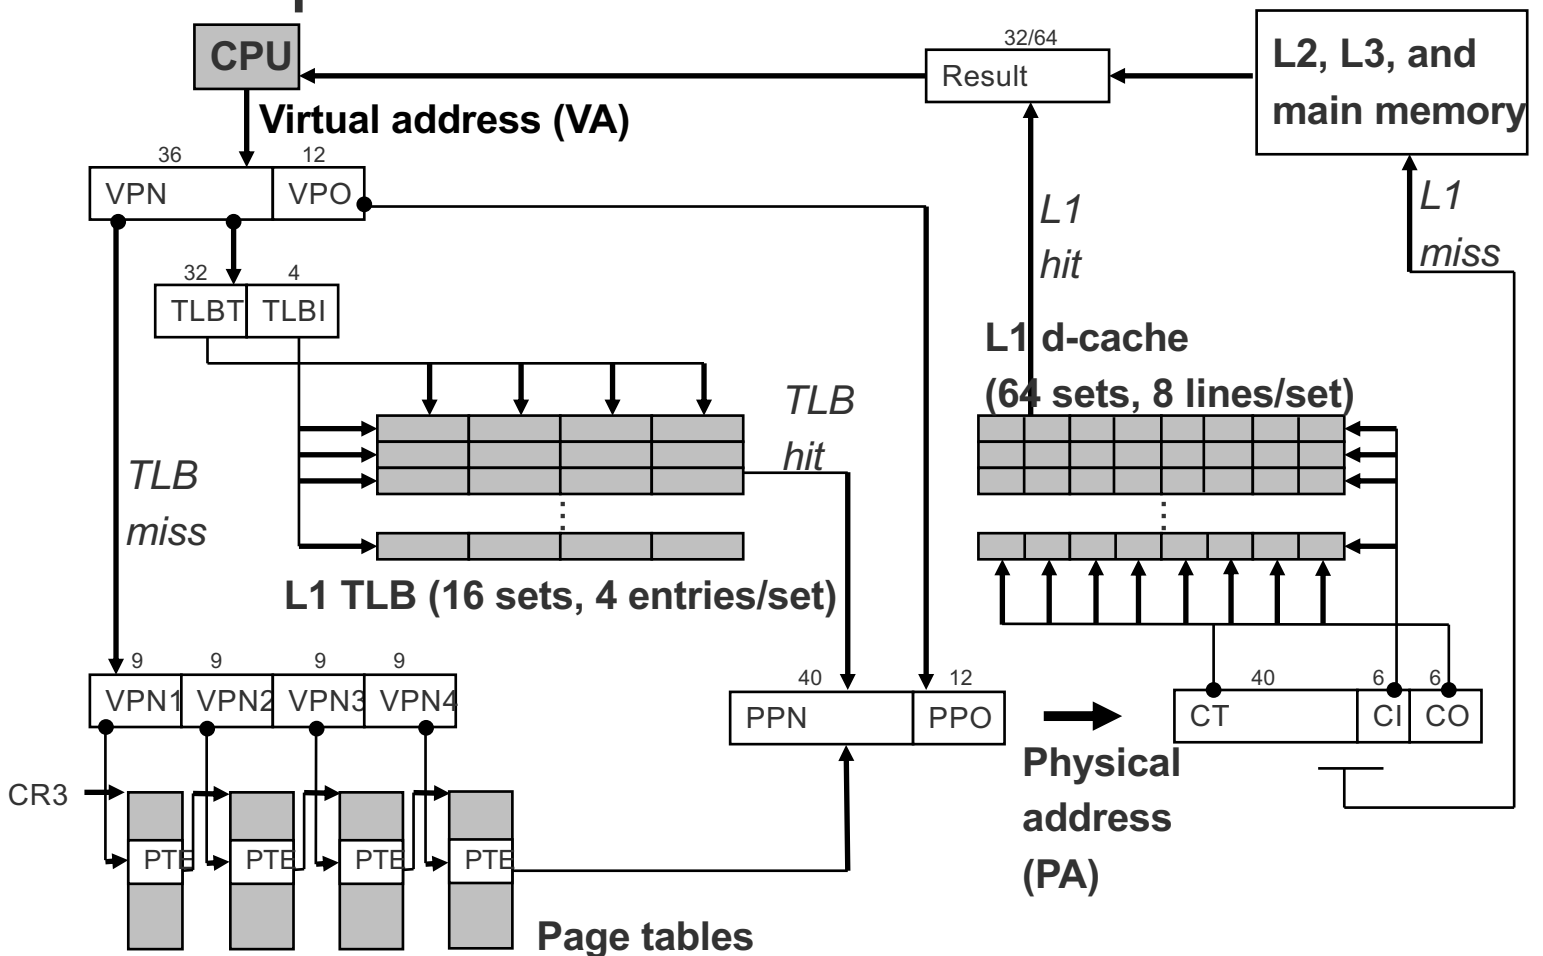 CPU
32/64
Result
L2, L3, and
main memory
Virtual address (VA)
36
12
VPN
VPO
L1
hit
L1
miss
32
4
TLBT
TLBI
L1 d-cache
(64 sets, 8 lines/set)
TLB
hit
TLB
miss
L1 TLB (16 sets, 4 entries/set)
9
9
9
9
VPN1
VPN2
VPN3
VPN4
40
12
PPN
PPO
40
6
6
CT
CI
CO
Physical
address
(PA)
CR3
PTE
PTE
PTE
PTE
Page tables